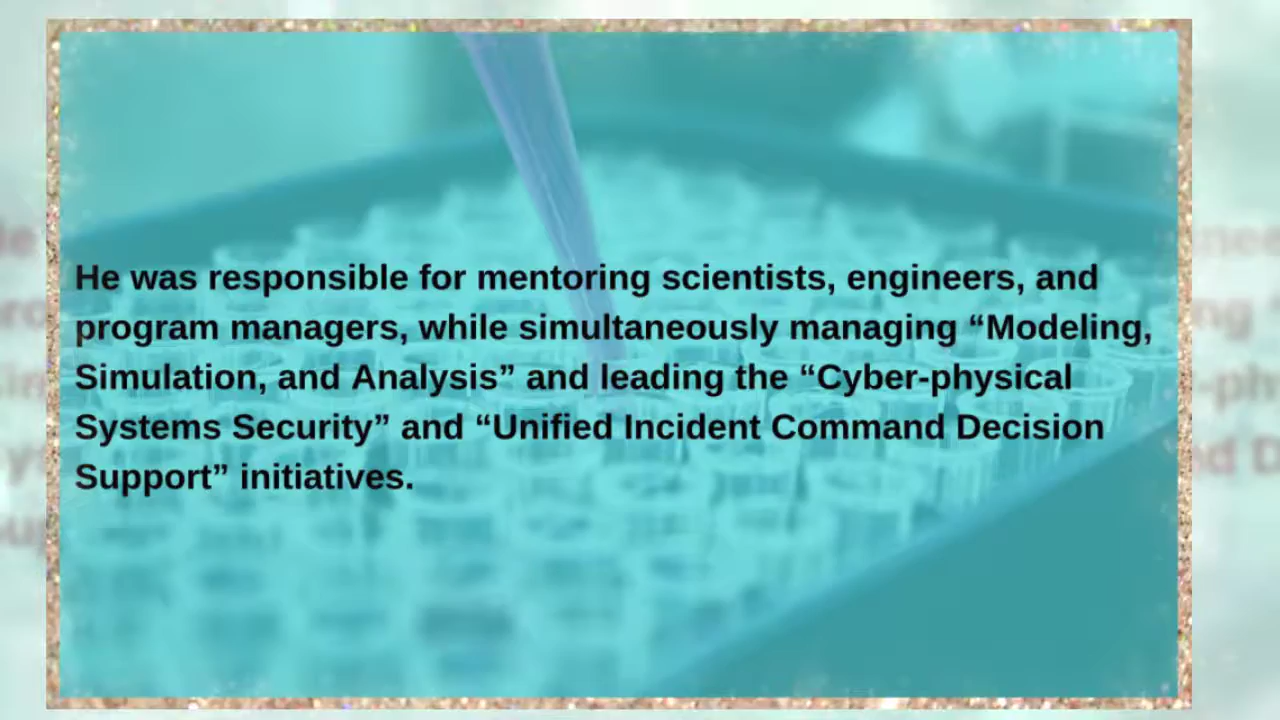 He was responsible for mentoring scientists, engineers, and
program managers, while simultaneously managing “Modeling,
Simulation, and Analysis” and leading the “Cyber-physical
Systems Security” and “Unified Incident Command Decision
Support” initiatives.